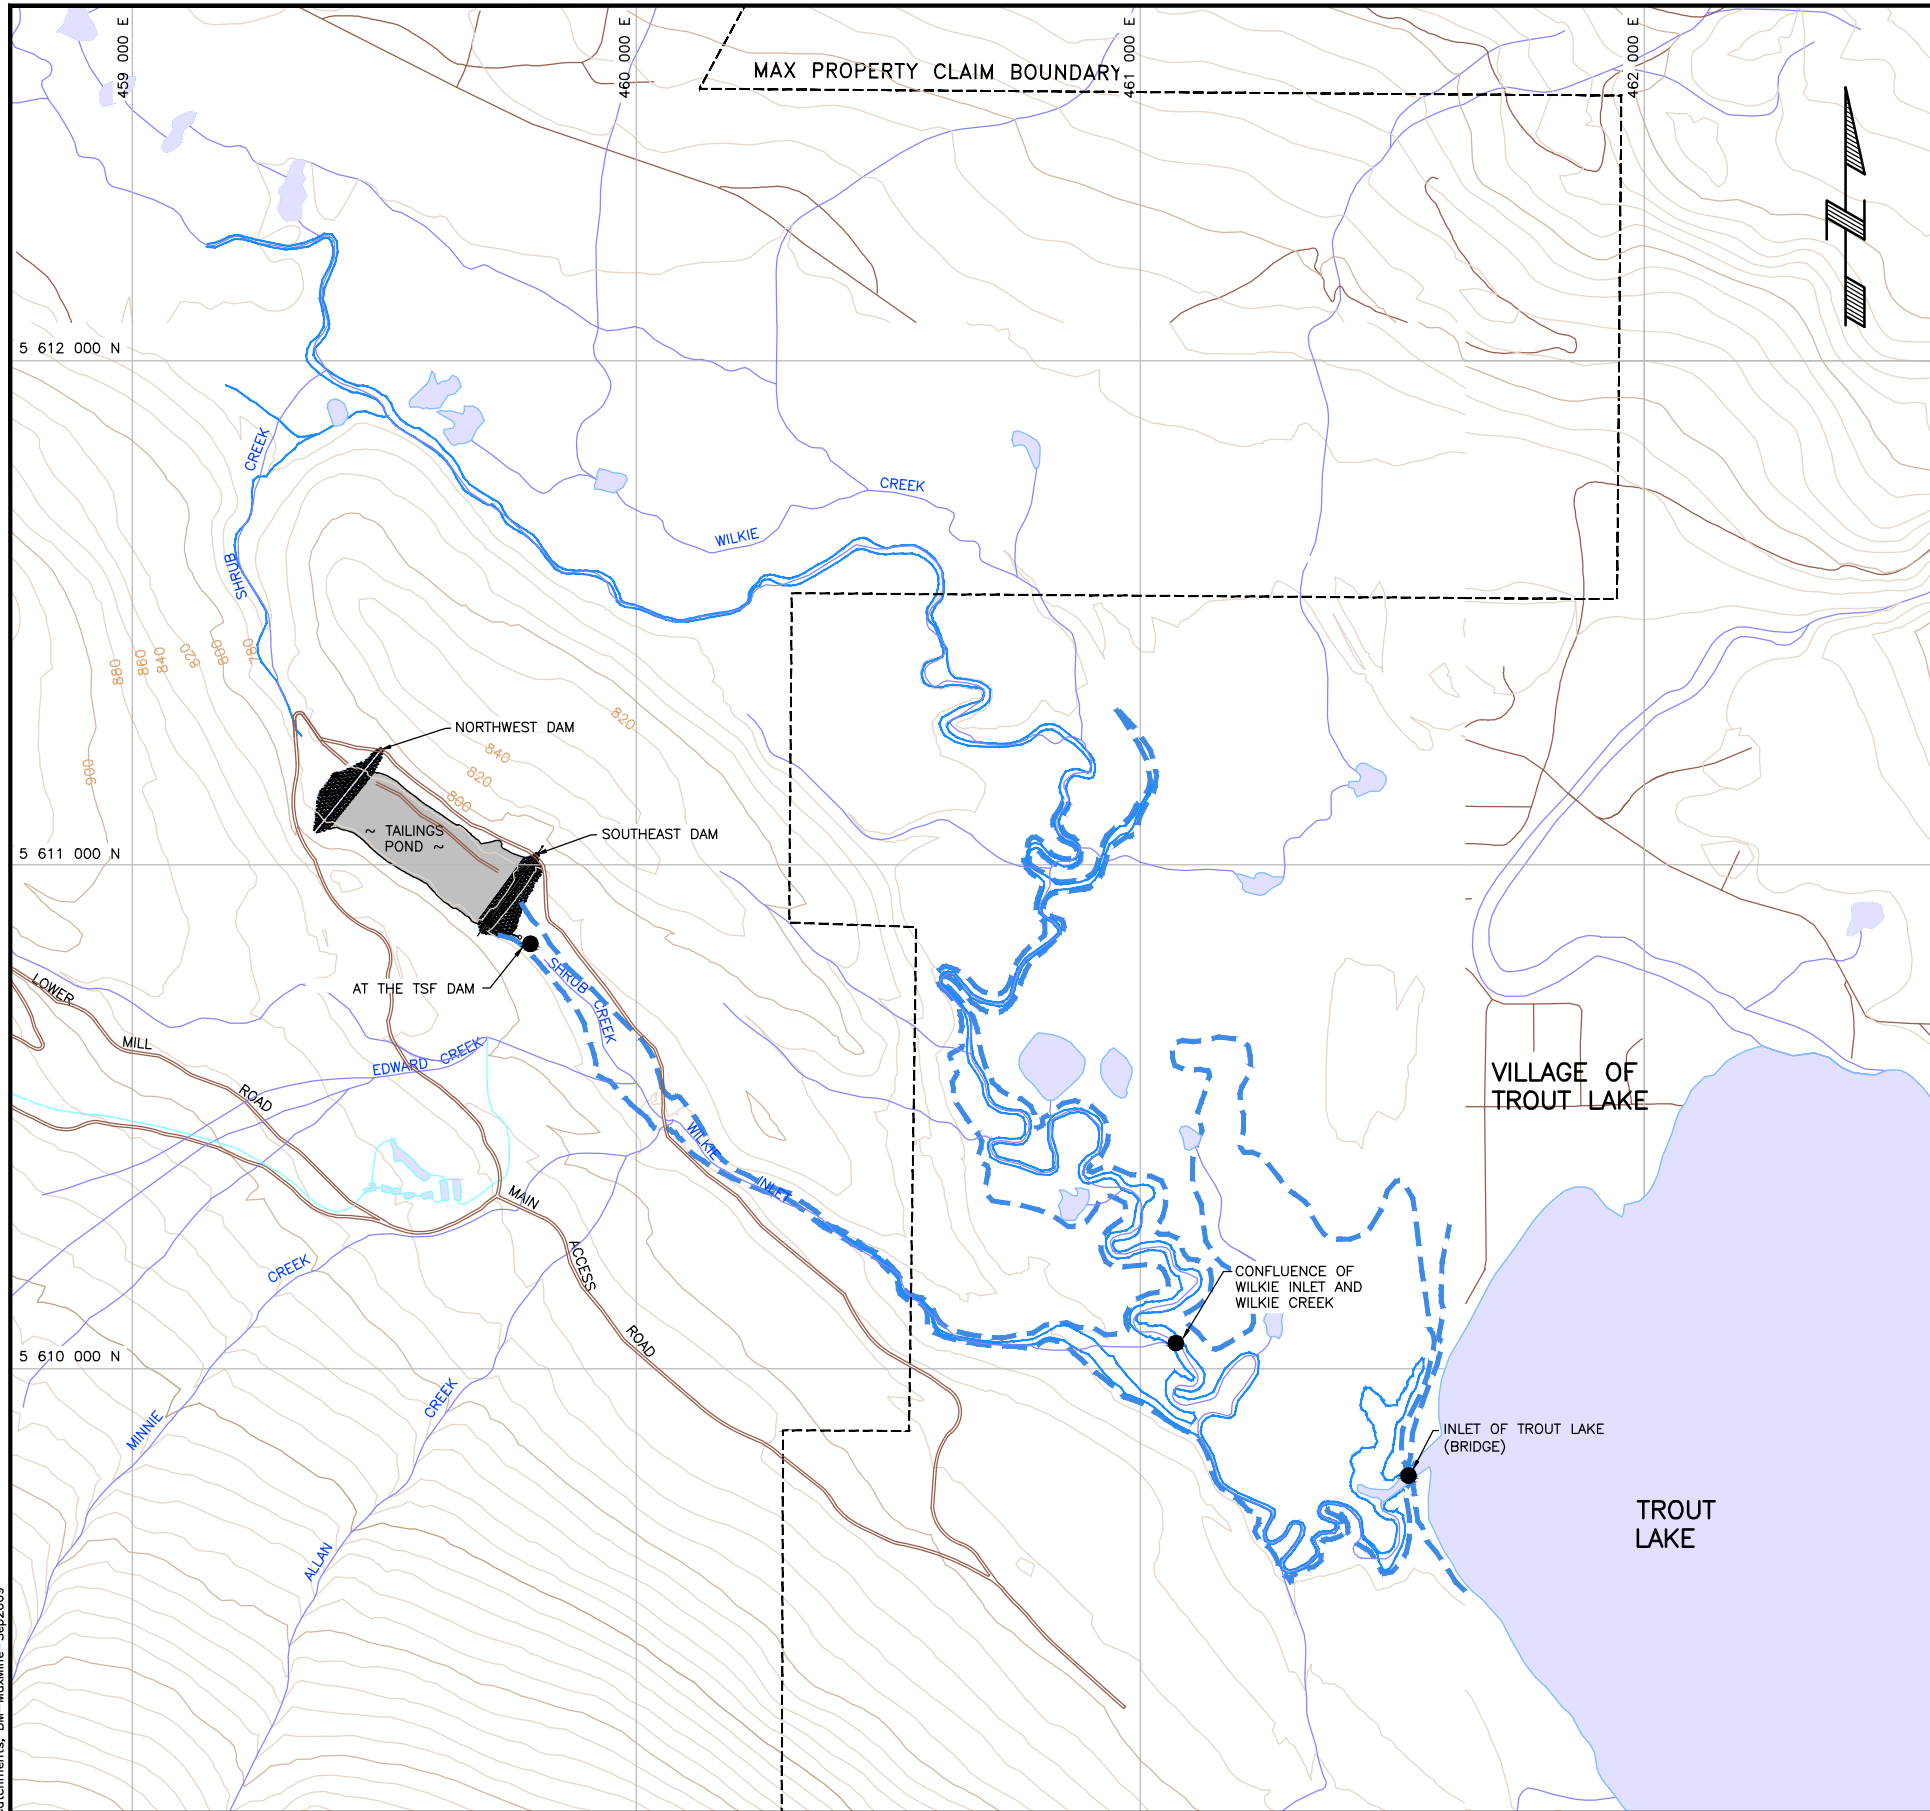 459 000 E
460 000 E
461 000 E
462 000 E
MAX PROPERTY CLAIM BOUNDARY
5 612 000 N
CREEK
SHRUB
CREEK
WILKIE
880
860
840
820
800
780
900
820
840
820
800
NORTHWEST DAM
SOUTHEAST DAM
~ TAILINGS
POND ~
5 611 000 N
AT THE TSF DAM
SHRUB CREEK
LOWER
MILL
ROAD
EDWARD CREEK
WILKIE
INLET
MAIN
ACCESS
ROAD
CREEK
MINNIE
CREEK
ALLAN
VILLAGE OF
TROUT LAKE
CONFLUENCE OF
WILKIE INLET AND
WILKIE CREEK
5 610 000 N
INLET OF TROUT LAKE
(BRIDGE)
TROUT
LAKE